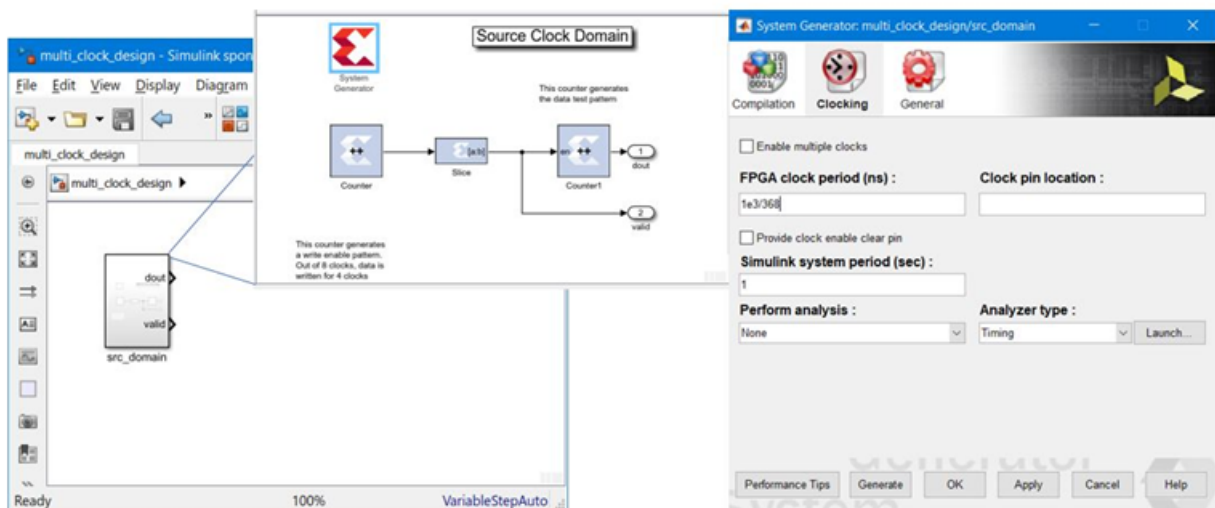 multi_clock_design - Simulink spon
File Edit View Display Diagram
»
multi_clock_design
multi_clock_design
dout
valid
src_domain
»
Ready 100% VariableStepAuto
System
Generator
Source Clock Domain
This counter generates
the data test pattern
++
Counter
[a:b]
Slice
en ++
Counter1
1
dout
2
valid
This counter generates
a write enable pattern.
Out of 8 clocks, data is
written for 4 clocks
System Generator: multi_clock_design/src_domain
Compilation Clocking General
Enable multiple clocks
FPGA clock period (ns) : Clock pin location :
1e3/368
Provide clock enable clear pin
Simulink system period (sec) :
1
Perform analysis : Analyzer type :
None Timing Launch...
Performance Tips Generate OK Apply Cancel Help
Generator
System